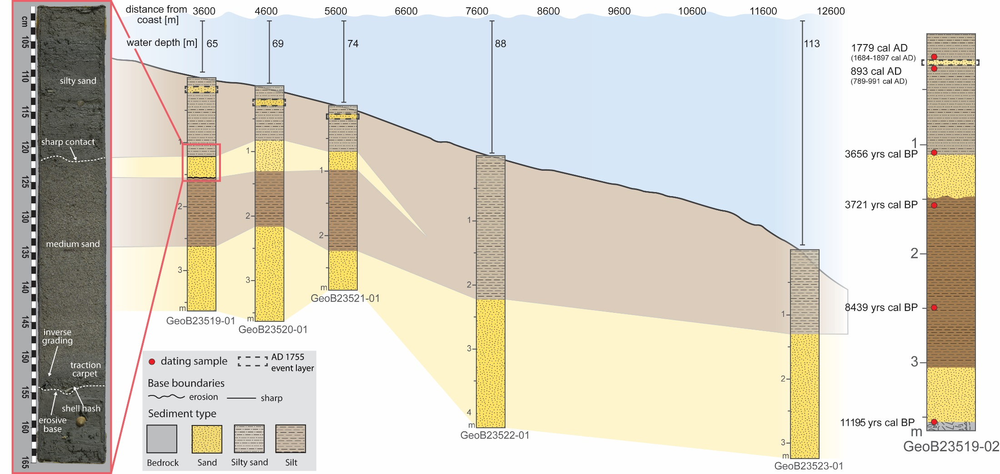 distance from
coast [m]
3600
4600
5600
6600
7600
8600
9600
10600
11600
12600
water depth [m]
65
69
74
88
113
cm
105
110
115
120
125
130
135
140
145
150
155
160
165
silty sand
sharp contact
medium sand
inverse
grading
traction
carpet
shell hash
erosive
base
1
2
3
m
GeoB23519-01
1
2
3
m
GeoB23520-01
1
2
m
GeoB23521-01
1
2
3
4
m
GeoB23522-01
1
2
3
m
GeoB23523-01
1779 cal AD
(1684-1897 cal AD)
893 cal AD
(789-991 cal AD)
1
3656 yrs cal BP
3721 yrs cal BP
2
8439 yrs cal BP
3
11195 yrs cal BP
m
GeoB23519-02
dating sample
AD 1755
event layer
Base boundaries
erosion
sharp
Sediment type
Bedrock
Sand
Silty sand
Silt